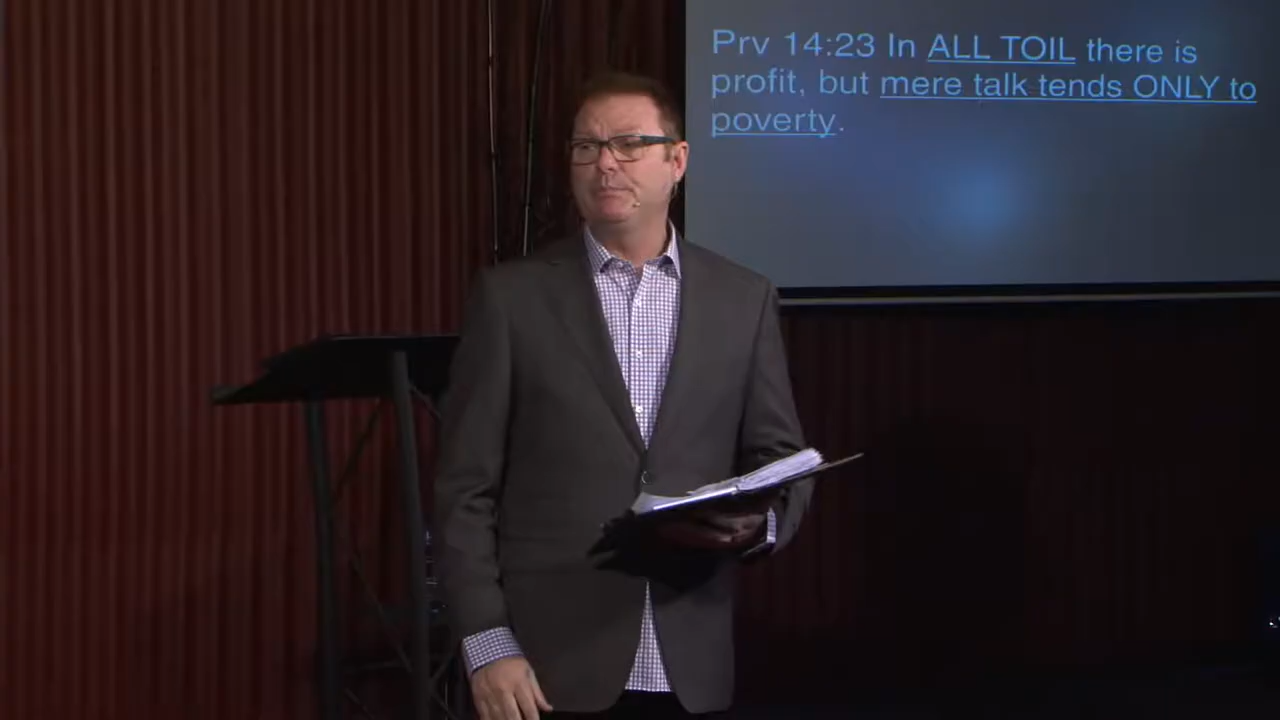 Prv 14:23 In ALL TOIL there is
profit, but mere talk tends ONLY to
poverty.